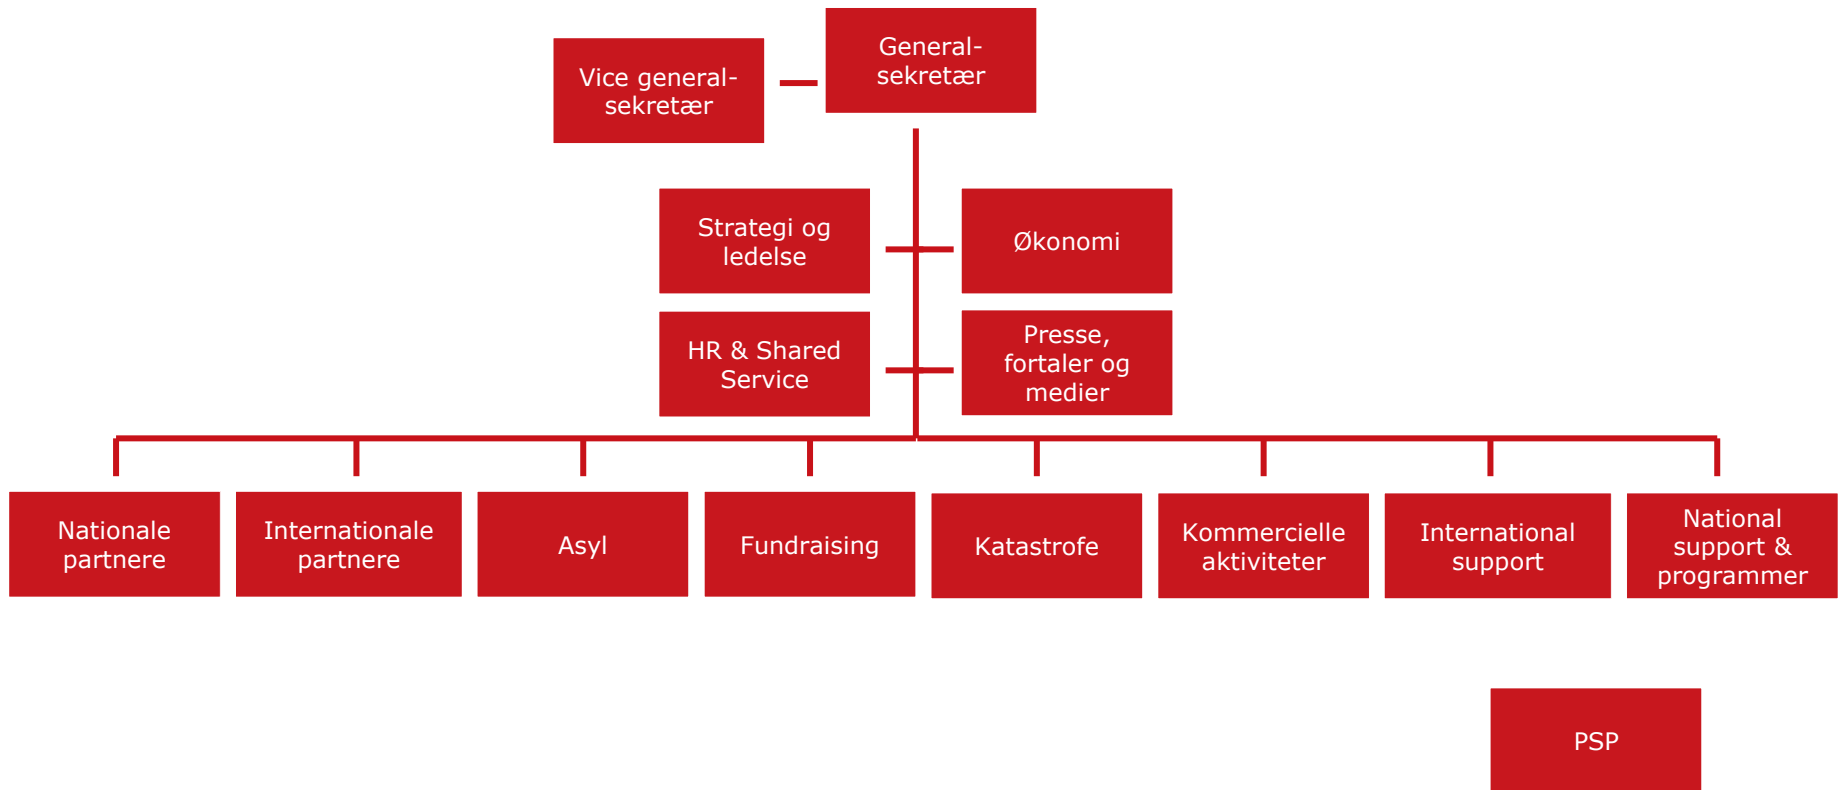 General-
sekretær
Vice general-
sekretær
Strategi og
ledelse
Økonomi
HR & Shared
Service
Presse,
fortaler og
medier
Nationale
partnere
Internationale
partnere
Asyl
Fundraising
Katastrofe
Kommercielle
aktiviteter
International
support
National
support &
programmer
PSP